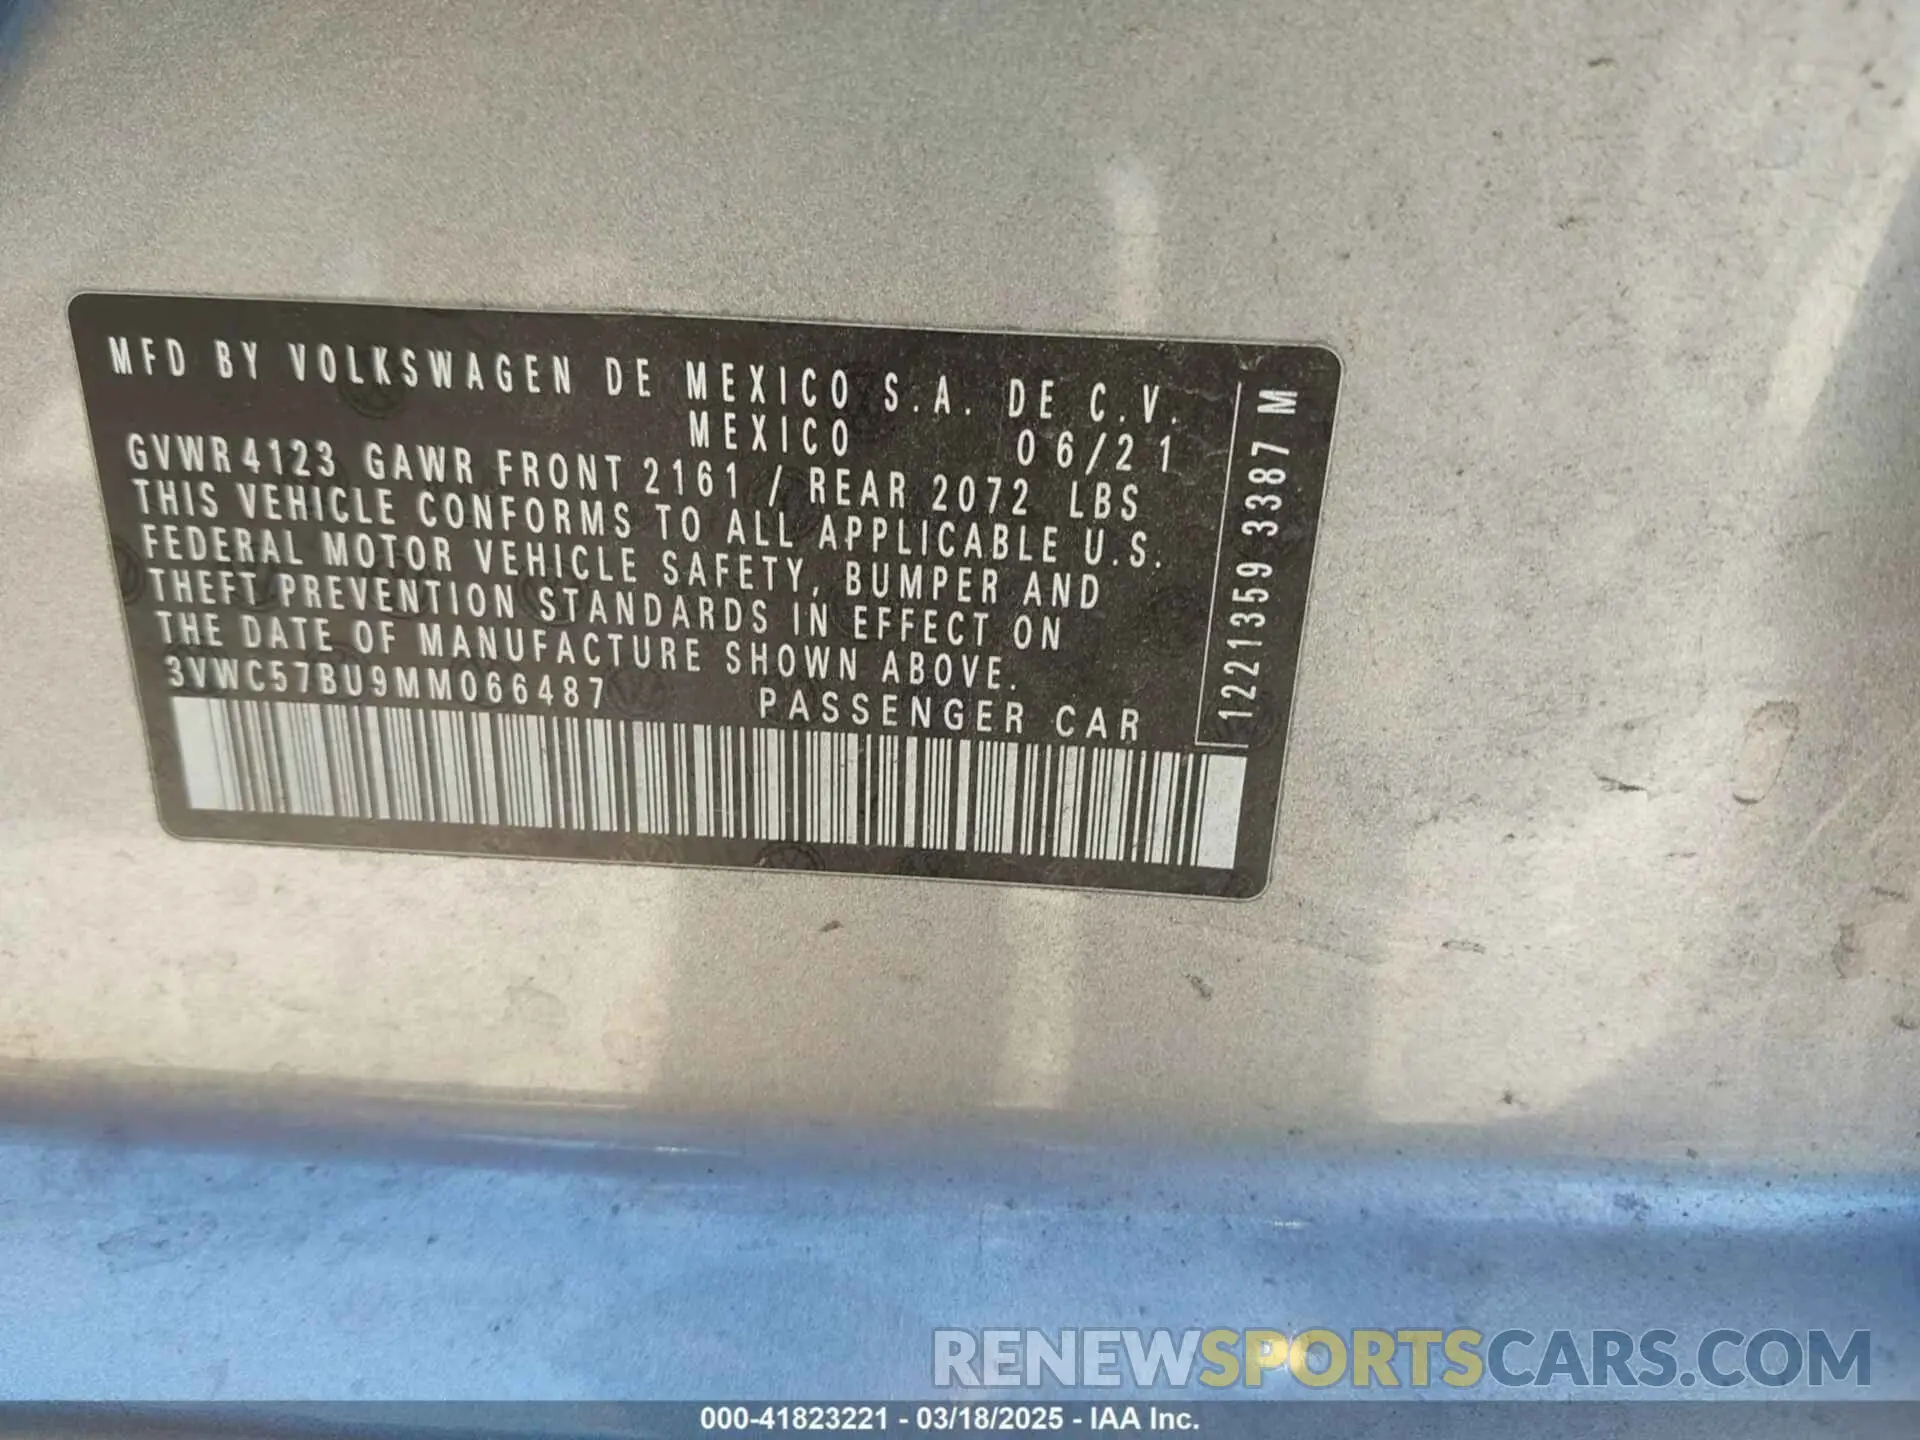 MFD BY VOLKSWAGEN DE MEXICO S.A. DE C.V.
MEXICO 06/21
GVWR 4123 GAWR FRONT 2161 / REAR 2072 LBS
THIS VEHICLE CONFORMS TO ALL APPLICABLE U.S.
FEDERAL MOTOR VEHICLE SAFETY, BUMPER AND
THEFT PREVENTION STANDARDS IN EFFECT ON
THE DATE OF MANUFACTURE SHOWN ABOVE.
3VWC57BU9MM066487 PASSENGER CAR
1221359 3387 M
RENEWSPORTSCARS.COM
000-41823221 - 03/18/2025 - IAA Inc.